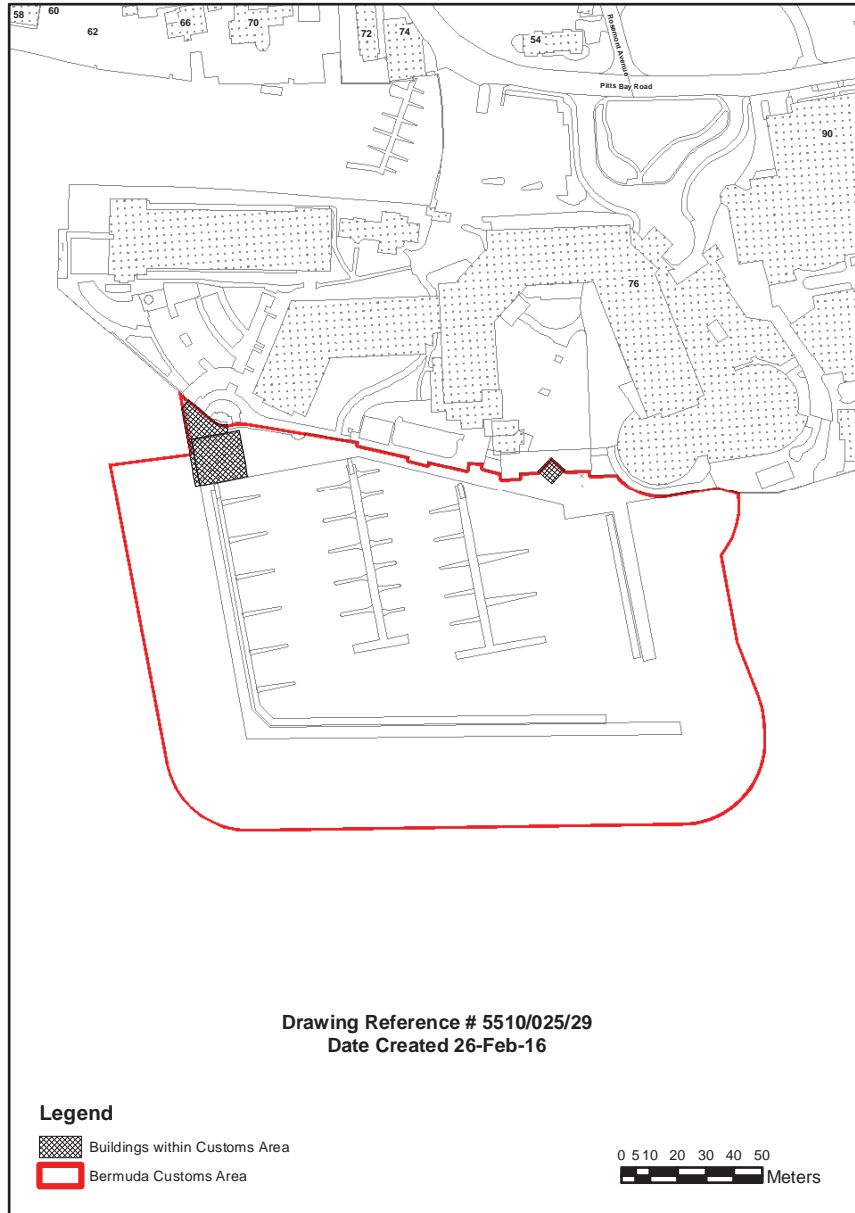 58
60
62
66
70
72
74
54
Rosemont Avenue
Pitts Bay Road
90
76
Drawing Reference # 5510/025/29
Date Created 26-Feb-16
Legend
Buildings within Customs Area
Bermuda Customs Area
0 5 10 20 30 40 50
Meters